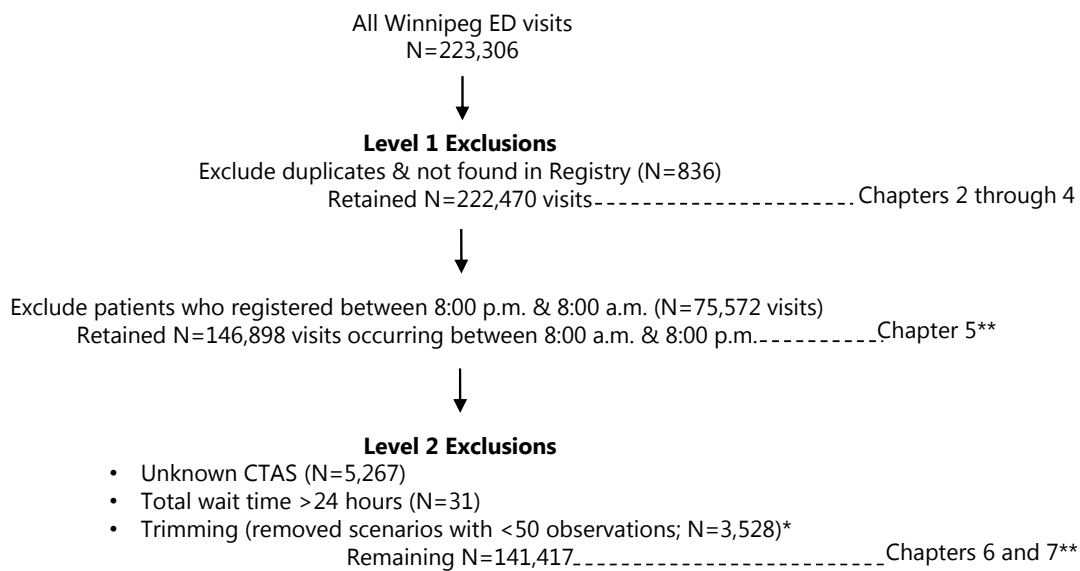 All Winnipeg ED visits
N=223,306
Level 1 Exclusions
Exclude duplicates & not found in Registry (N=836)
Retained N=222,470 visits Chapters 2 through 4
Exclude patients who registered between 8:00 p.m. & 8:00 a.m. (N=75,572 visits)
Retained N=146,898 visits occurring between 8:00 a.m. & 8:00 p.m. Chapter 5**
Level 2 Exclusions
• Unknown CTAS (N=5,267)
• Total wait time >24 hours (N=31)
• Trimming (removed scenarios with <50 observations; N=3,528)*
Remaining N=141,417 Chapters 6 and 7**